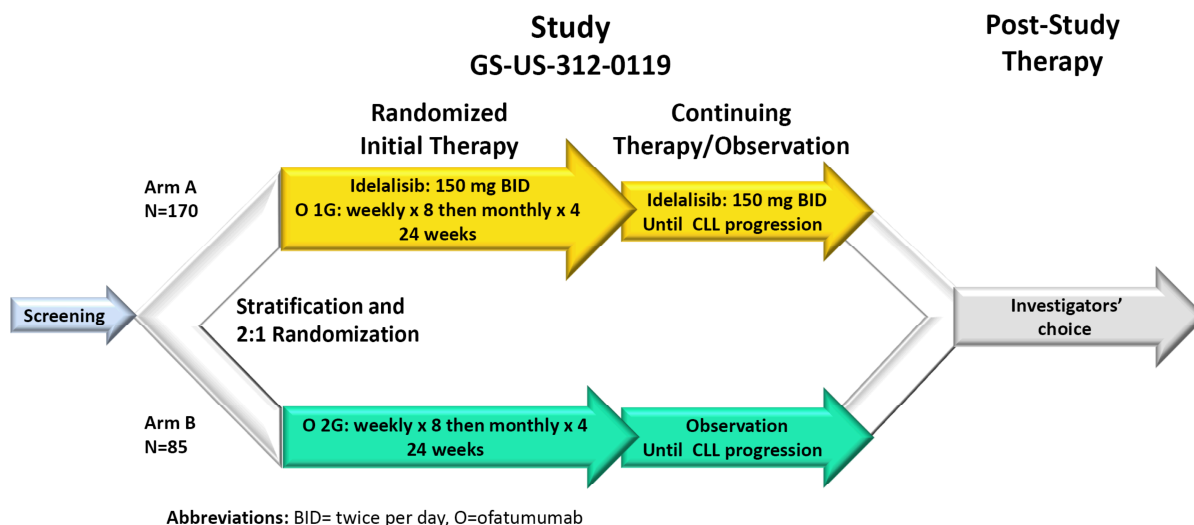 Study
GS-US-312-0119
Post-Study
Therapy
Randomized
Initial Therapy
Continuing
Therapy/Observation
Arm A
N=170
Idelalisib: 150 mg BID
O 1G: weekly x 8 then monthly x 4
24 weeks
Idelalisib: 150 mg BID
Until CLL progression
Screening
Stratification and
2:1 Randomization
Investigators’
choice
Arm B
N=85
O 2G: weekly x 8 then monthly x 4
24 weeks
Observation
Until CLL progression
Abbreviations: BID= twice per day, O=ofatumumab